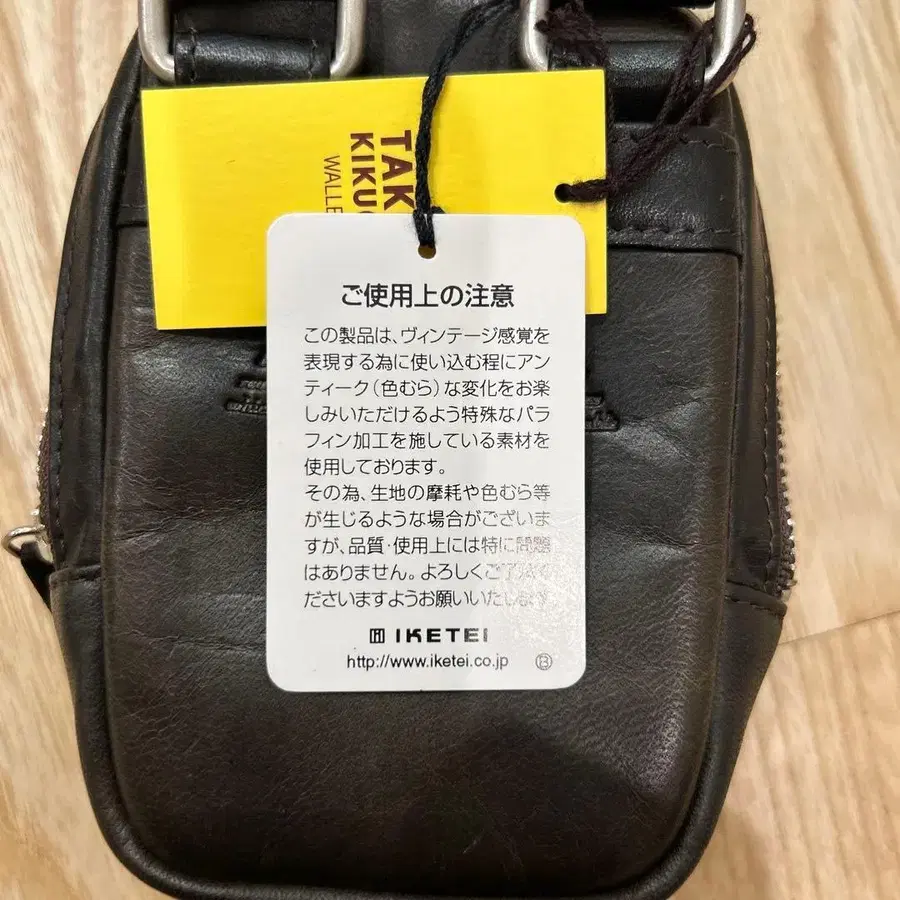 TAK
KIKU
WALLE
ご使用上の注意
この製品は、ヴィンテージ感覚を
表現する為に使い込む程にアン
ティーク（色むら）な変化をお楽
しみいただけるよう特殊なパラ
フィン加工を施している素材を
使用しております。
その為、生地の摩耗や色むら等
が生じるような場合がございま
すが、品質・使用上には特に問題
はありません。よろしくご了承く
ださいますようお願いいたします。
IKETEI
http://www.iketei.co.jp
⑬